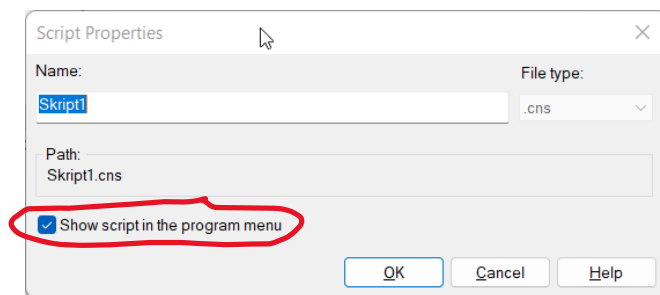 Script Properties
Name:
File type:
Skript1
.cns
Path:
Skript1.cns
Show script in the program menu
OK
Cancel
Help